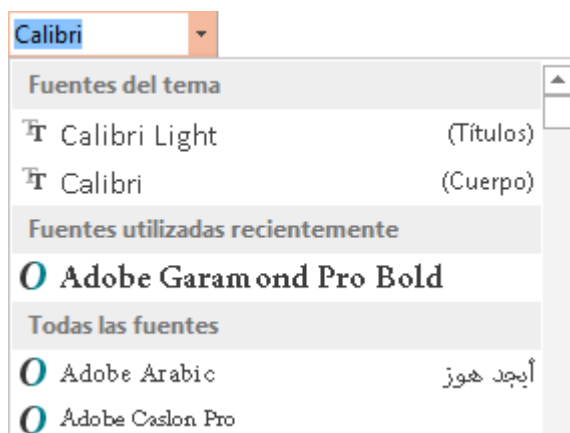 Calibri
Fuentes del tema
Calibri Light (Títulos)
Calibri (Cuerpo)
Fuentes utilizadas recientemente
Adobe Garamond Pro Bold
Todas las fuentes
Adobe Arabic أبجد هوز
Adobe Caslon Pro